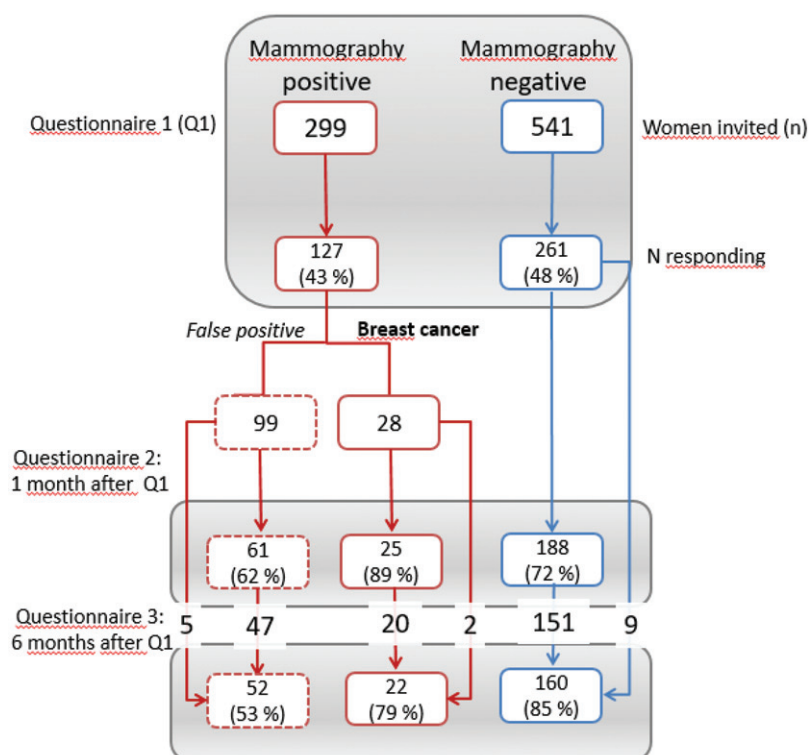 Mammography
positive
Mammography
negative
Questionnaire 1 (Q1)
299
541
Women invited (n)
127
(43 %)
261
(48 %)
N responding
False positive
Breast cancer
99
28
Questionnaire 2:
1 month after Q1
61
(62 %)
25
(89 %)
188
(72 %)
Questionnaire 3:
6 months after Q1
5
47
20
2
151
9
52
(53 %)
22
(79 %)
160
(85 %)